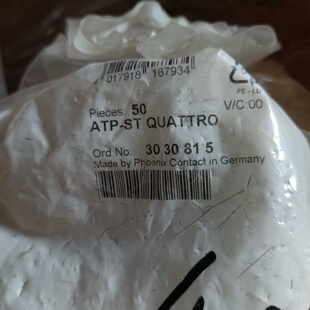 017918 187934
PE-LD
Pieces: 50
V/C:00
ATP-ST QUATTRO
Ord No.: 30 30 81 5
Made by Phoenix Contact in Germany